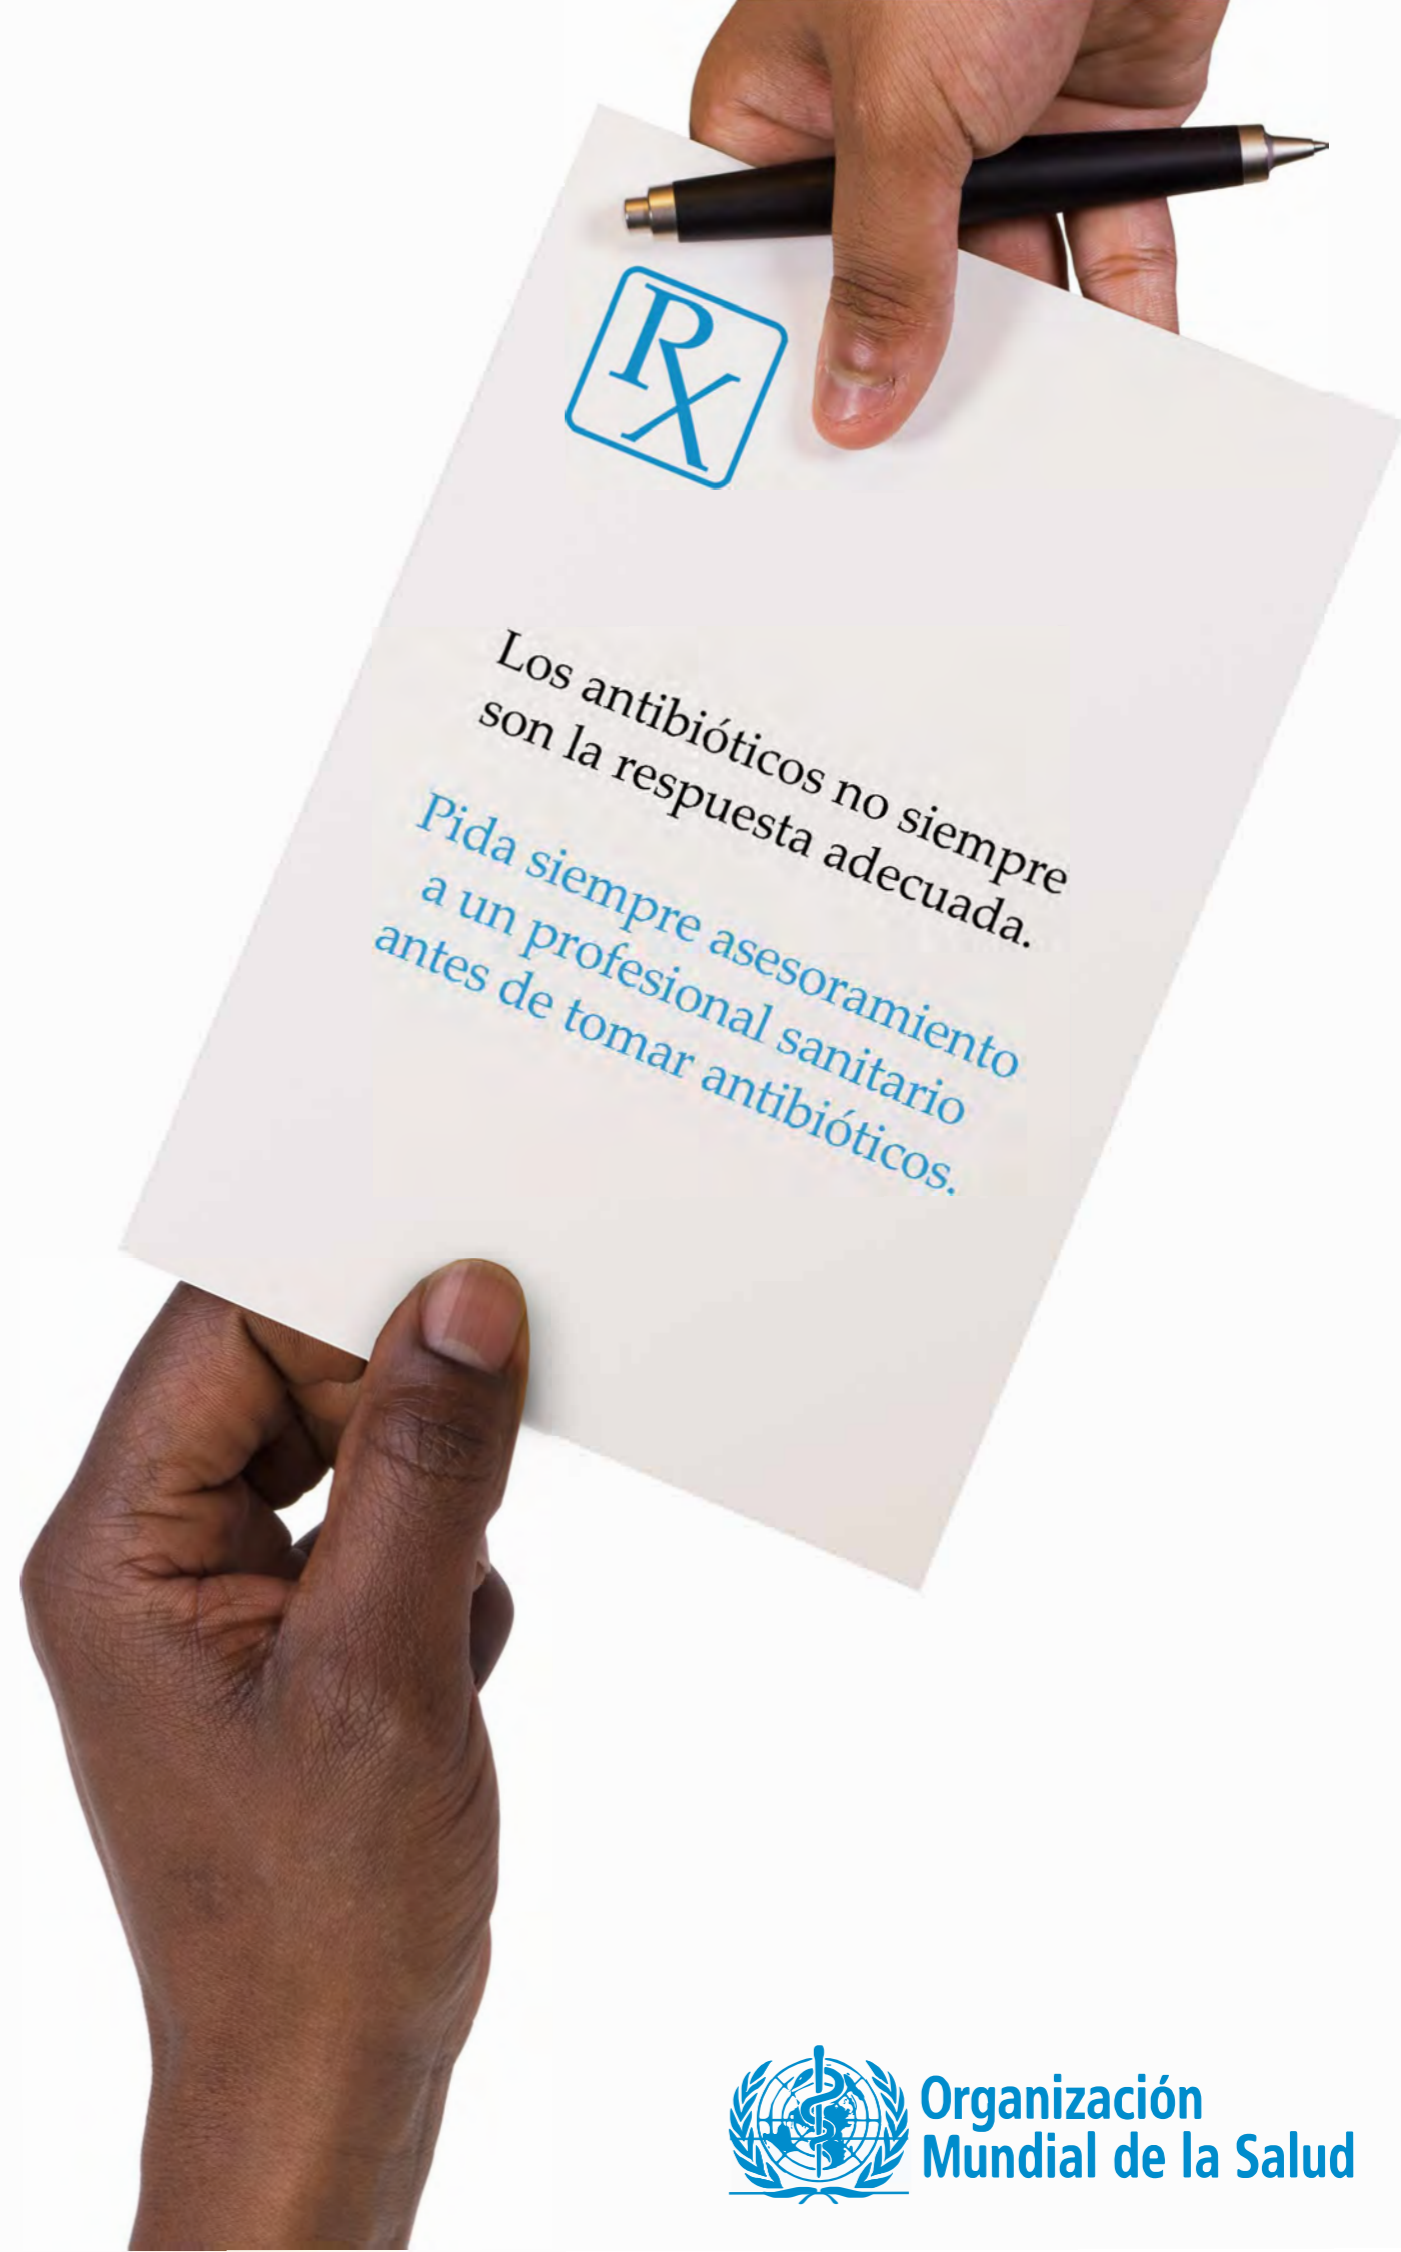 RX
Los antibióticos no siempre
son la respuesta adecuada.
Pida siempre asesoramiento
a un profesional sanitario
antes de tomar antibióticos.
Organización
Mundial de la Salud